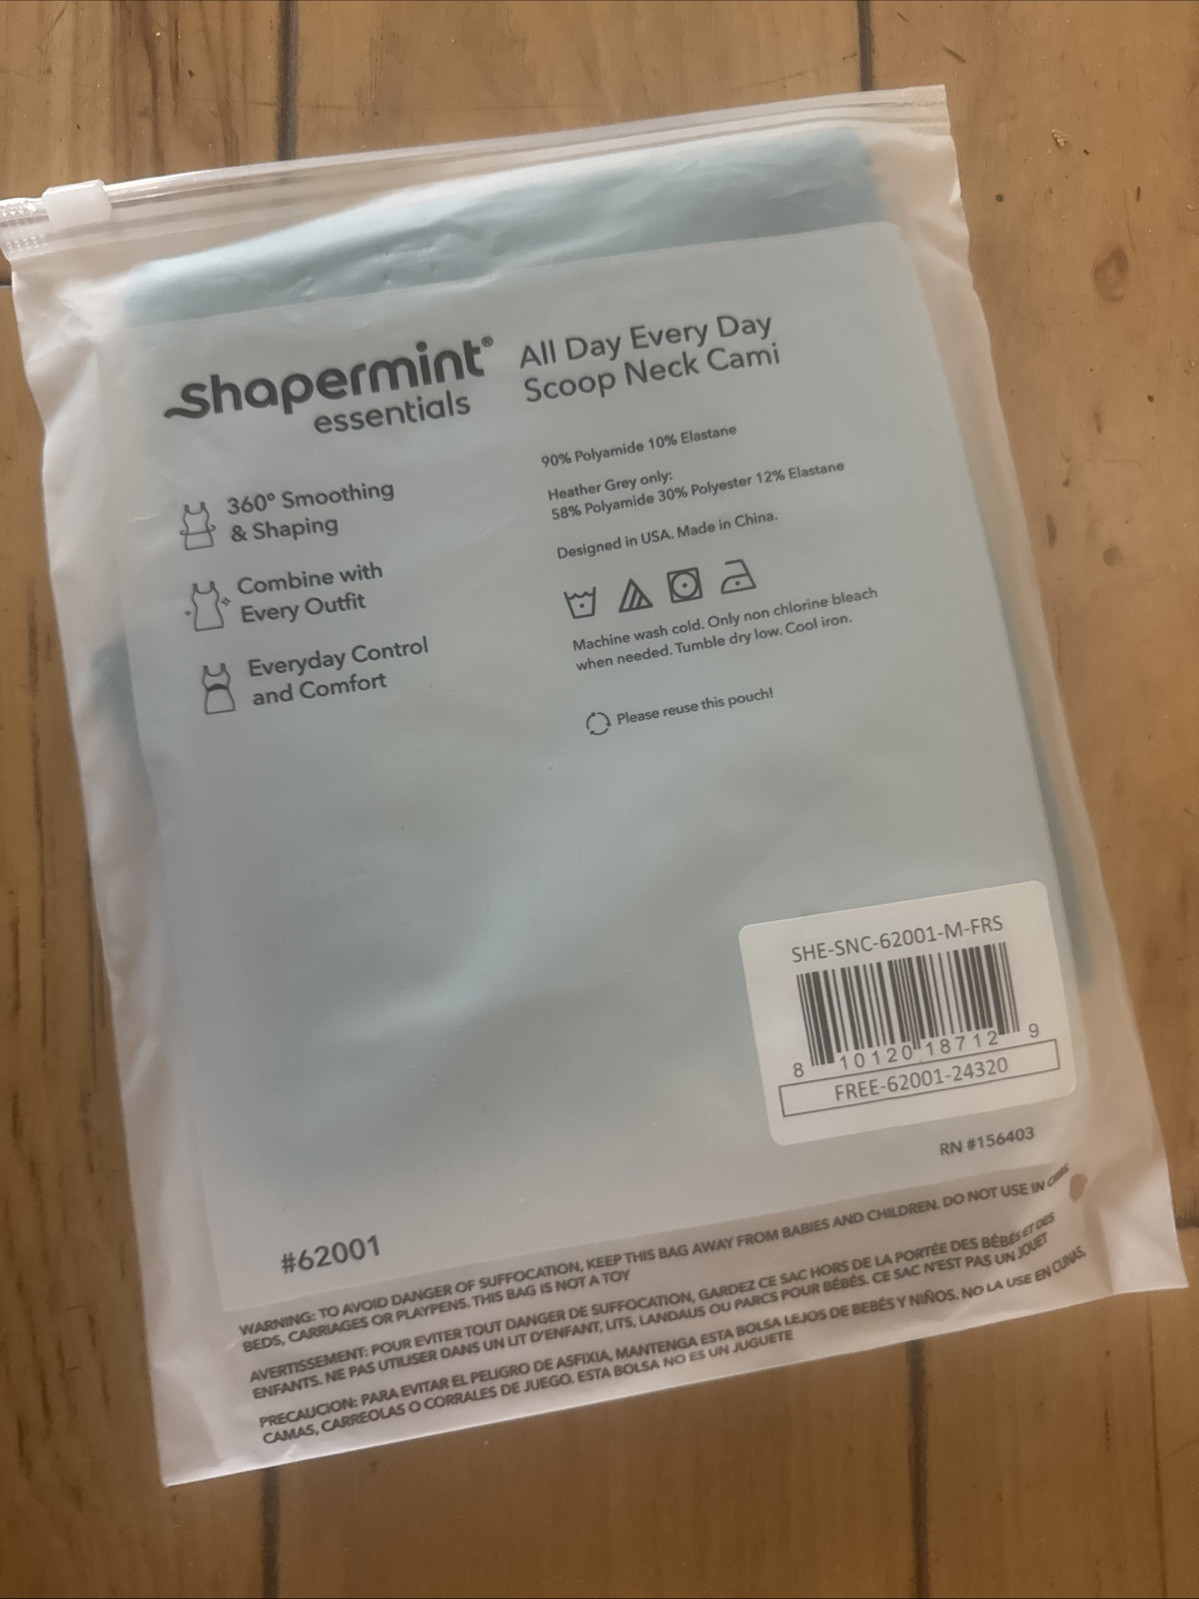 shapermint®
essentials
All Day Every Day
Scoop Neck Cami
360° Smoothing
& Shaping
Combine with
Every Outfit
Everyday Control
and Comfort
90% Polyamide 10% Elastane
Heather Grey only:
58% Polyamide 30% Polyester 12% Elastane
Designed in USA. Made in China.
Machine wash cold. Only non chlorine bleach
when needed. Tumble dry low. Cool iron.
Please reuse this pouch!
SHE-SNC-62001-M-FRS
8 10120 18712 9
FREE-62001-24320
RN #156403
#62001
WARNING: TO AVOID DANGER OF SUFFOCATION, KEEP THIS BAG AWAY FROM BABIES AND CHILDREN. DO NOT USE IN CRIBS
BEDS, CARRIAGES OR PLAYPENS. THIS BAG IS NOT A TOY
AVERTISSEMENT: POUR EVITER TOUT DANGER DE SUFFOCATION, GARDEZ CE SAC HORS DE LA PORTÉE DES BÉBÉS ET DES
ENFANTS. NE PAS UTILISER DANS UN LIT D'ENFANT, LITS, LANDAUS OU PARCS POUR BÉBÉS. CE SAC N'EST PAS UN JOUET
PRECAUCION: PARA EVITAR EL PELIGRO DE ASFIXIA, MANTENGA ESTA BOLSA LEJOS DE BEBÉS Y NIÑOS. NO LA USE EN CUNAS,
CAMAS, CARREOLAS O CORRALES DE JUEGO. ESTA BOLSA NO ES UN JUGUETE